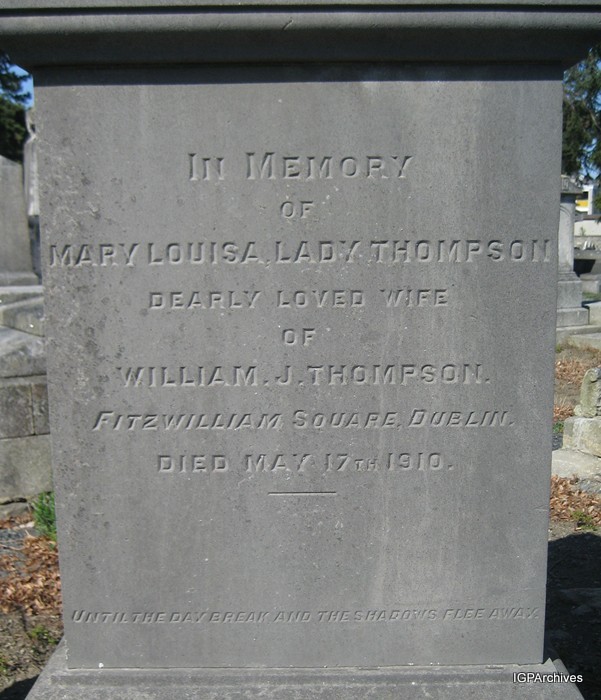 IN MEMORY
OF
MARY LOUISA, LADY THOMPSON
DEARLY LOVED WIFE
OF
WILLIAM. J. THOMPSON.
FITZWILLIAM SQUARE, DUBLIN.
DIED MAY 17TH 1910.
UNTIL THE DAY BREAK AND THE SHADOWS FLEE AWAY.
IGPArchives